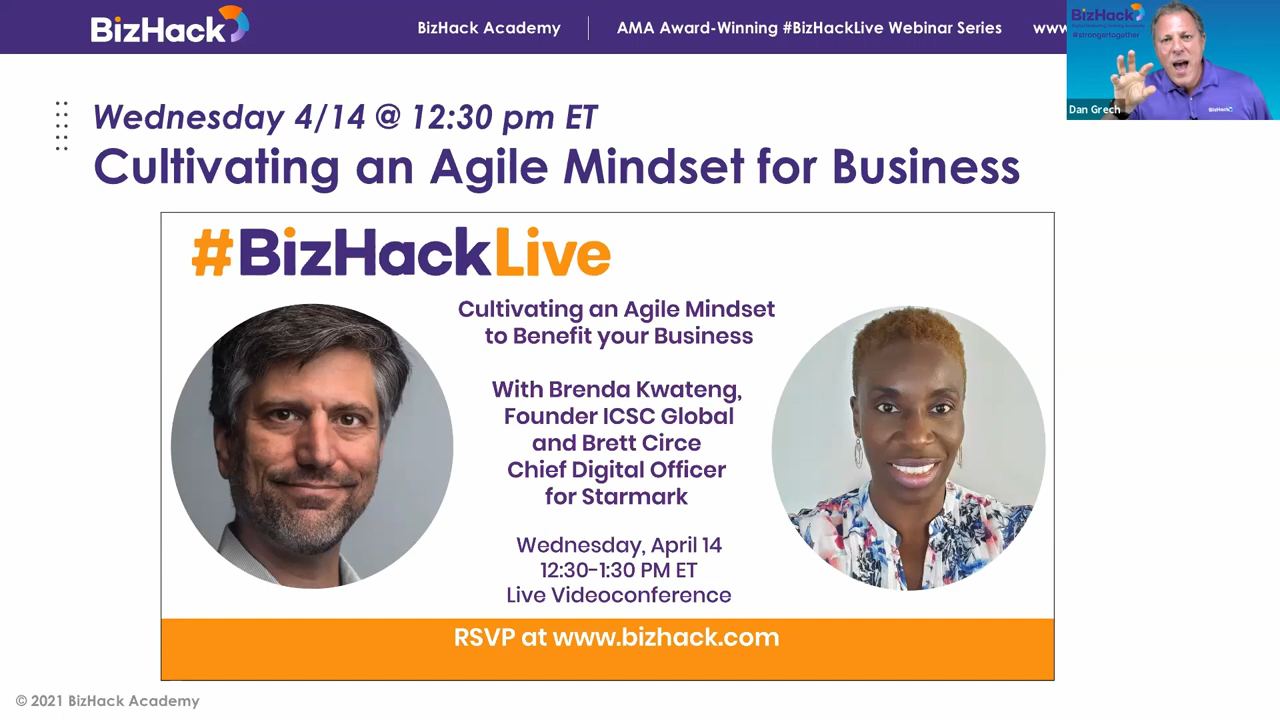 BizHack
BizHack Academy
AMA Award-Winning #BizHackLive Webinar Series
www
BizHack
#strongertogether
BizHack
Dan Grech
Wednesday 4/14 @ 12:30 pm ET
Cultivating an Agile Mindset for Business
#BizHackLive
Cultivating an Agile Mindset
to Benefit your Business
With Brenda Kwateng,
Founder ICSC Global
and Brett Circe
Chief Digital Officer
for Starmark
Wednesday, April 14
12:30-1:30 PM ET
Live Videoconference
RSVP at www.bizhack.com
© 2021 BizHack Academy